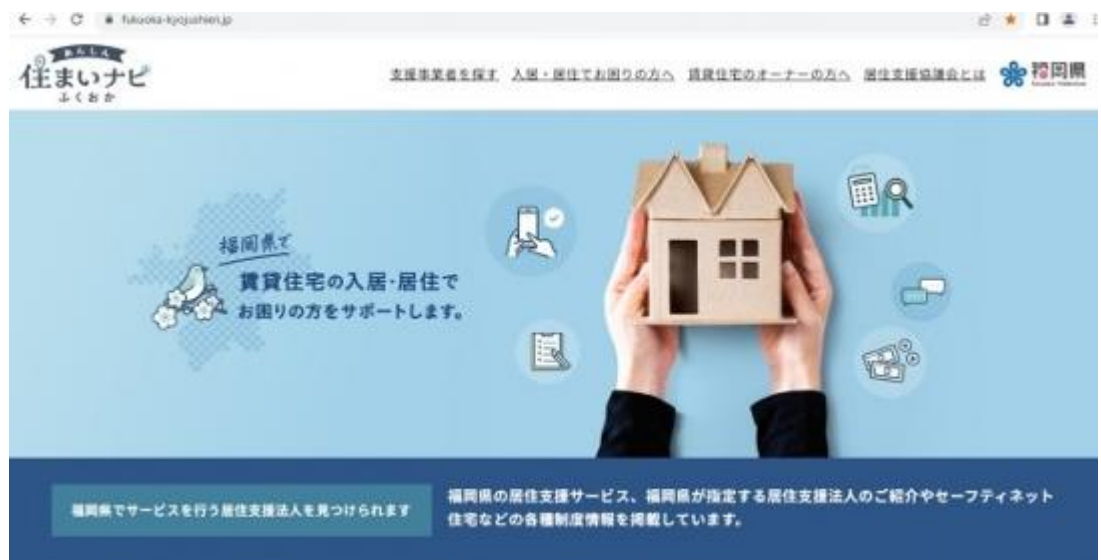 fukuoka-kyojushien.jp
あんしん
住まいナビ
ふくおか
支援事業者を探す 入居・居住でお困りの方へ 賃貸住宅のオーナーの方へ 居住支援協議会とは 福岡県
福岡県で
賃貸住宅の入居・居住で
お困りの方をサポートします。
福岡県でサービスを行う居住支援法人を見つけられます
福岡県の居住支援サービス、福岡県が指定する居住支援法人のご紹介やセーフティネット
住宅などの各種制度情報を掲載しています。